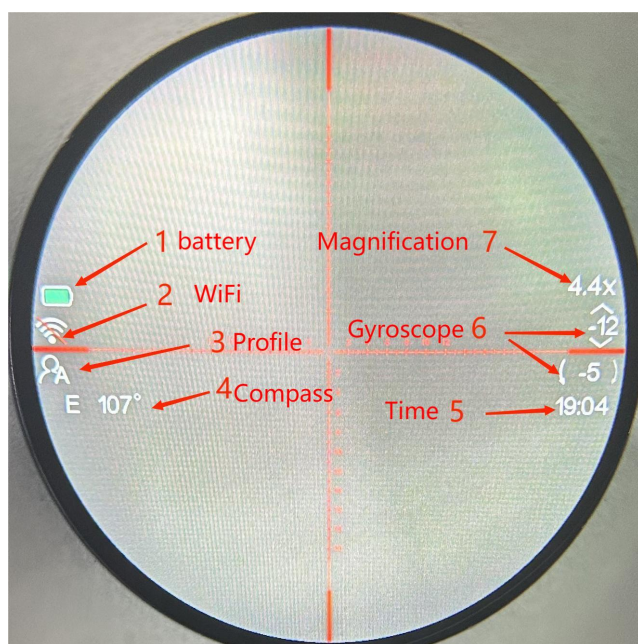 1 battery
Magnification 7
4.4x
2 WiFi
-12
3 Profile
Gyroscope 6
A
( -5 )
4Compass
E 107°
Time 5
19:04